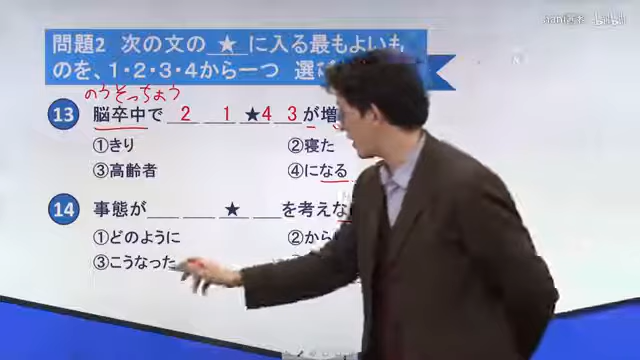 問題2 次の文の ★ に入る最もよいも
のを、1・2・3・4から一つ 選
のうそっちゅう
13 脳卒中で 2 1 ★4 3 が増
①きり ②寝た
③高齢者 ④になる
14 事態が ★ を考えな
①どのように ②から
③こうなった